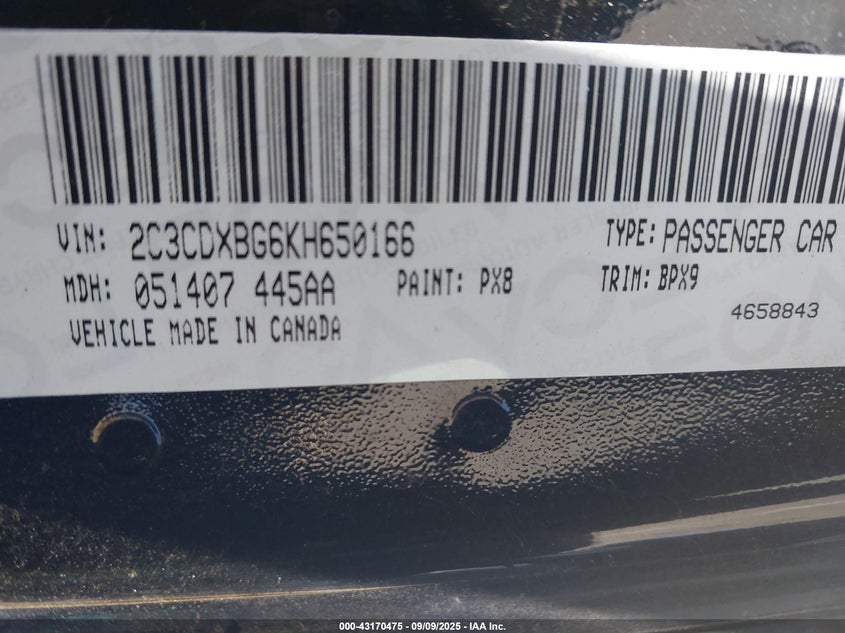 VIN: 2C3CDXBG6KH650166 TYPE: PASSENGER CAR
MDH: 051407 445AA PAINT: PX8 TRIM: BPX9
VEHICLE MADE IN CANADA 4658843
000-43170475 - 09/09/2025 - IAA Inc.